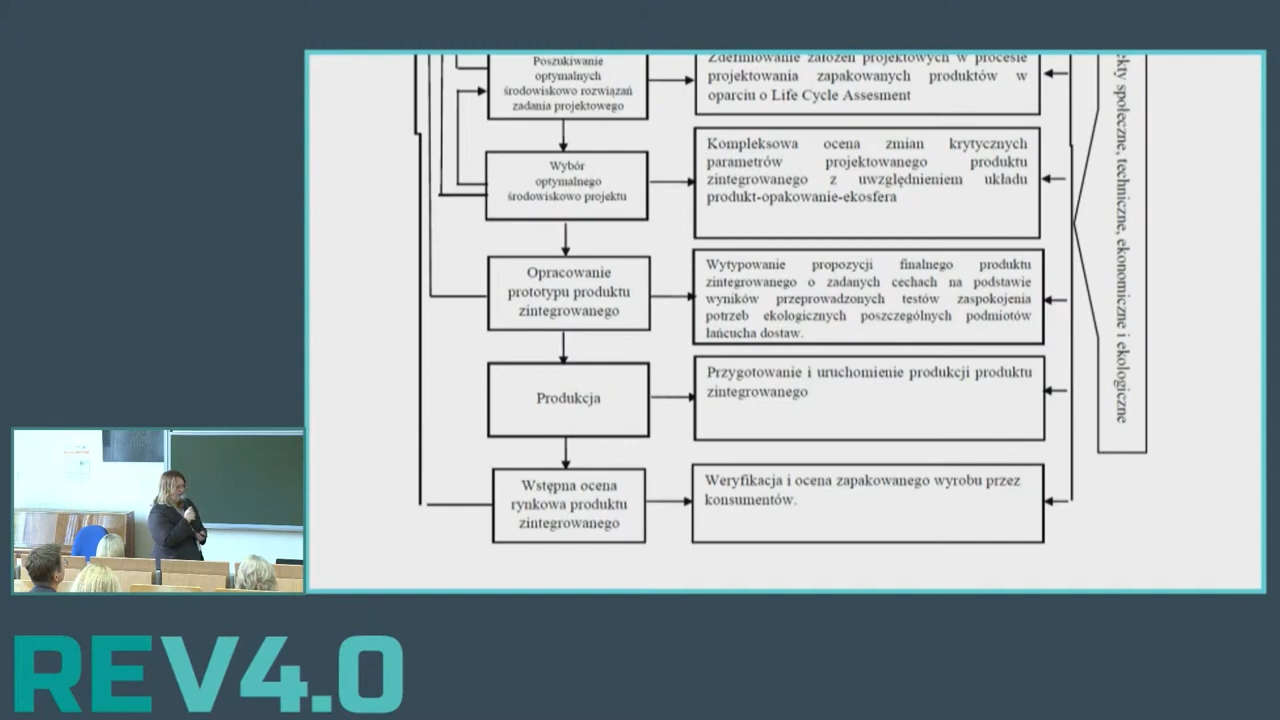 Poszukiwanie
optymalnych
środowiskowo rozwiązań
zadania projektowego
Zdefiniowanie założeń projektowych w procesie
projektowania zapakowanych produktów w
oparciu o Life Cycle Assesment
Wybór
optymalnego
środowiskowo projektu
Kompleksowa ocena zmian krytycznych
parametrów projektowanego produktu
zintegrowanego z uwzględnieniem układu
produkt-opakowanie-ekosfera
Opracowanie
prototypu produktu
zintegrowanego
Wytypowanie propozycji finalnego produktu
zintegrowanego o zadanych cechach na podstawie
wyników przeprowadzonych testów zaspokojenia
potrzeb ekologicznych poszczególnych podmiotów
łańcucha dostaw.
Produkcja
Przygotowanie i uruchomienie produkcji produktu
zintegrowanego
Wstępna ocena
rynkowa produktu
zintegrowanego
Weryfikacja i ocena zapakowanego wyrobu przez
konsumentów.
ekty społeczne, techniczne, ekonomiczne i ekologiczne
REV4.0